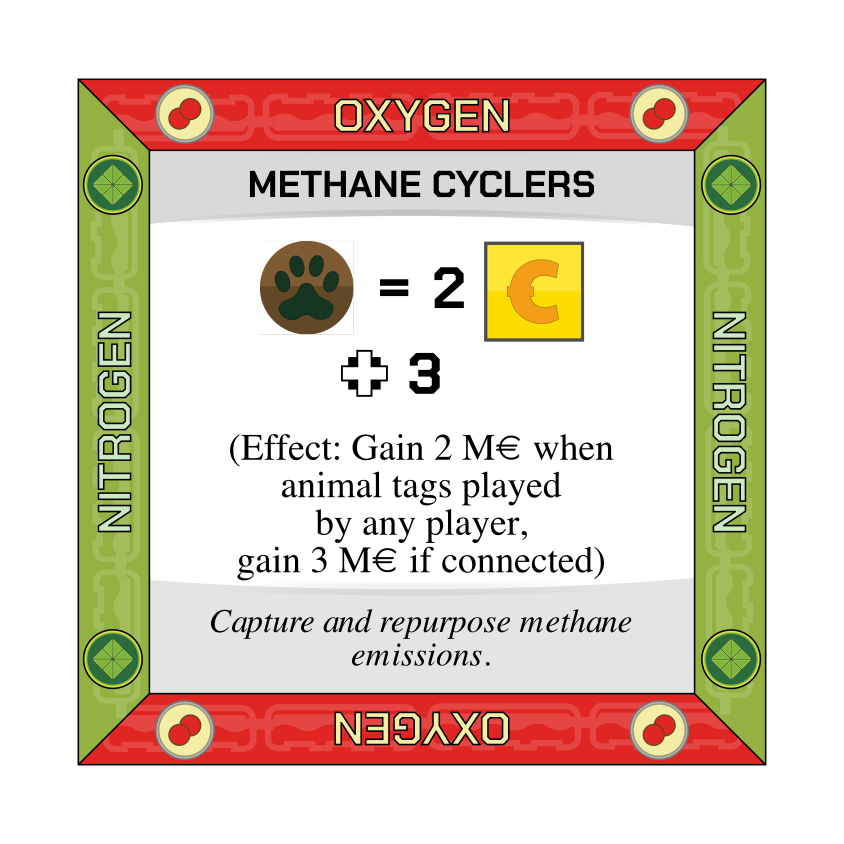 OXYGEN
METHANE CYCLERS
= 2 €
3
(Effect: Gain 2 M€ when
animal tags played
by any player,
gain 3 M€ if connected)
Capture and repurpose methane
emissions.
NITROGEN
NITROGEN
OXYGEN